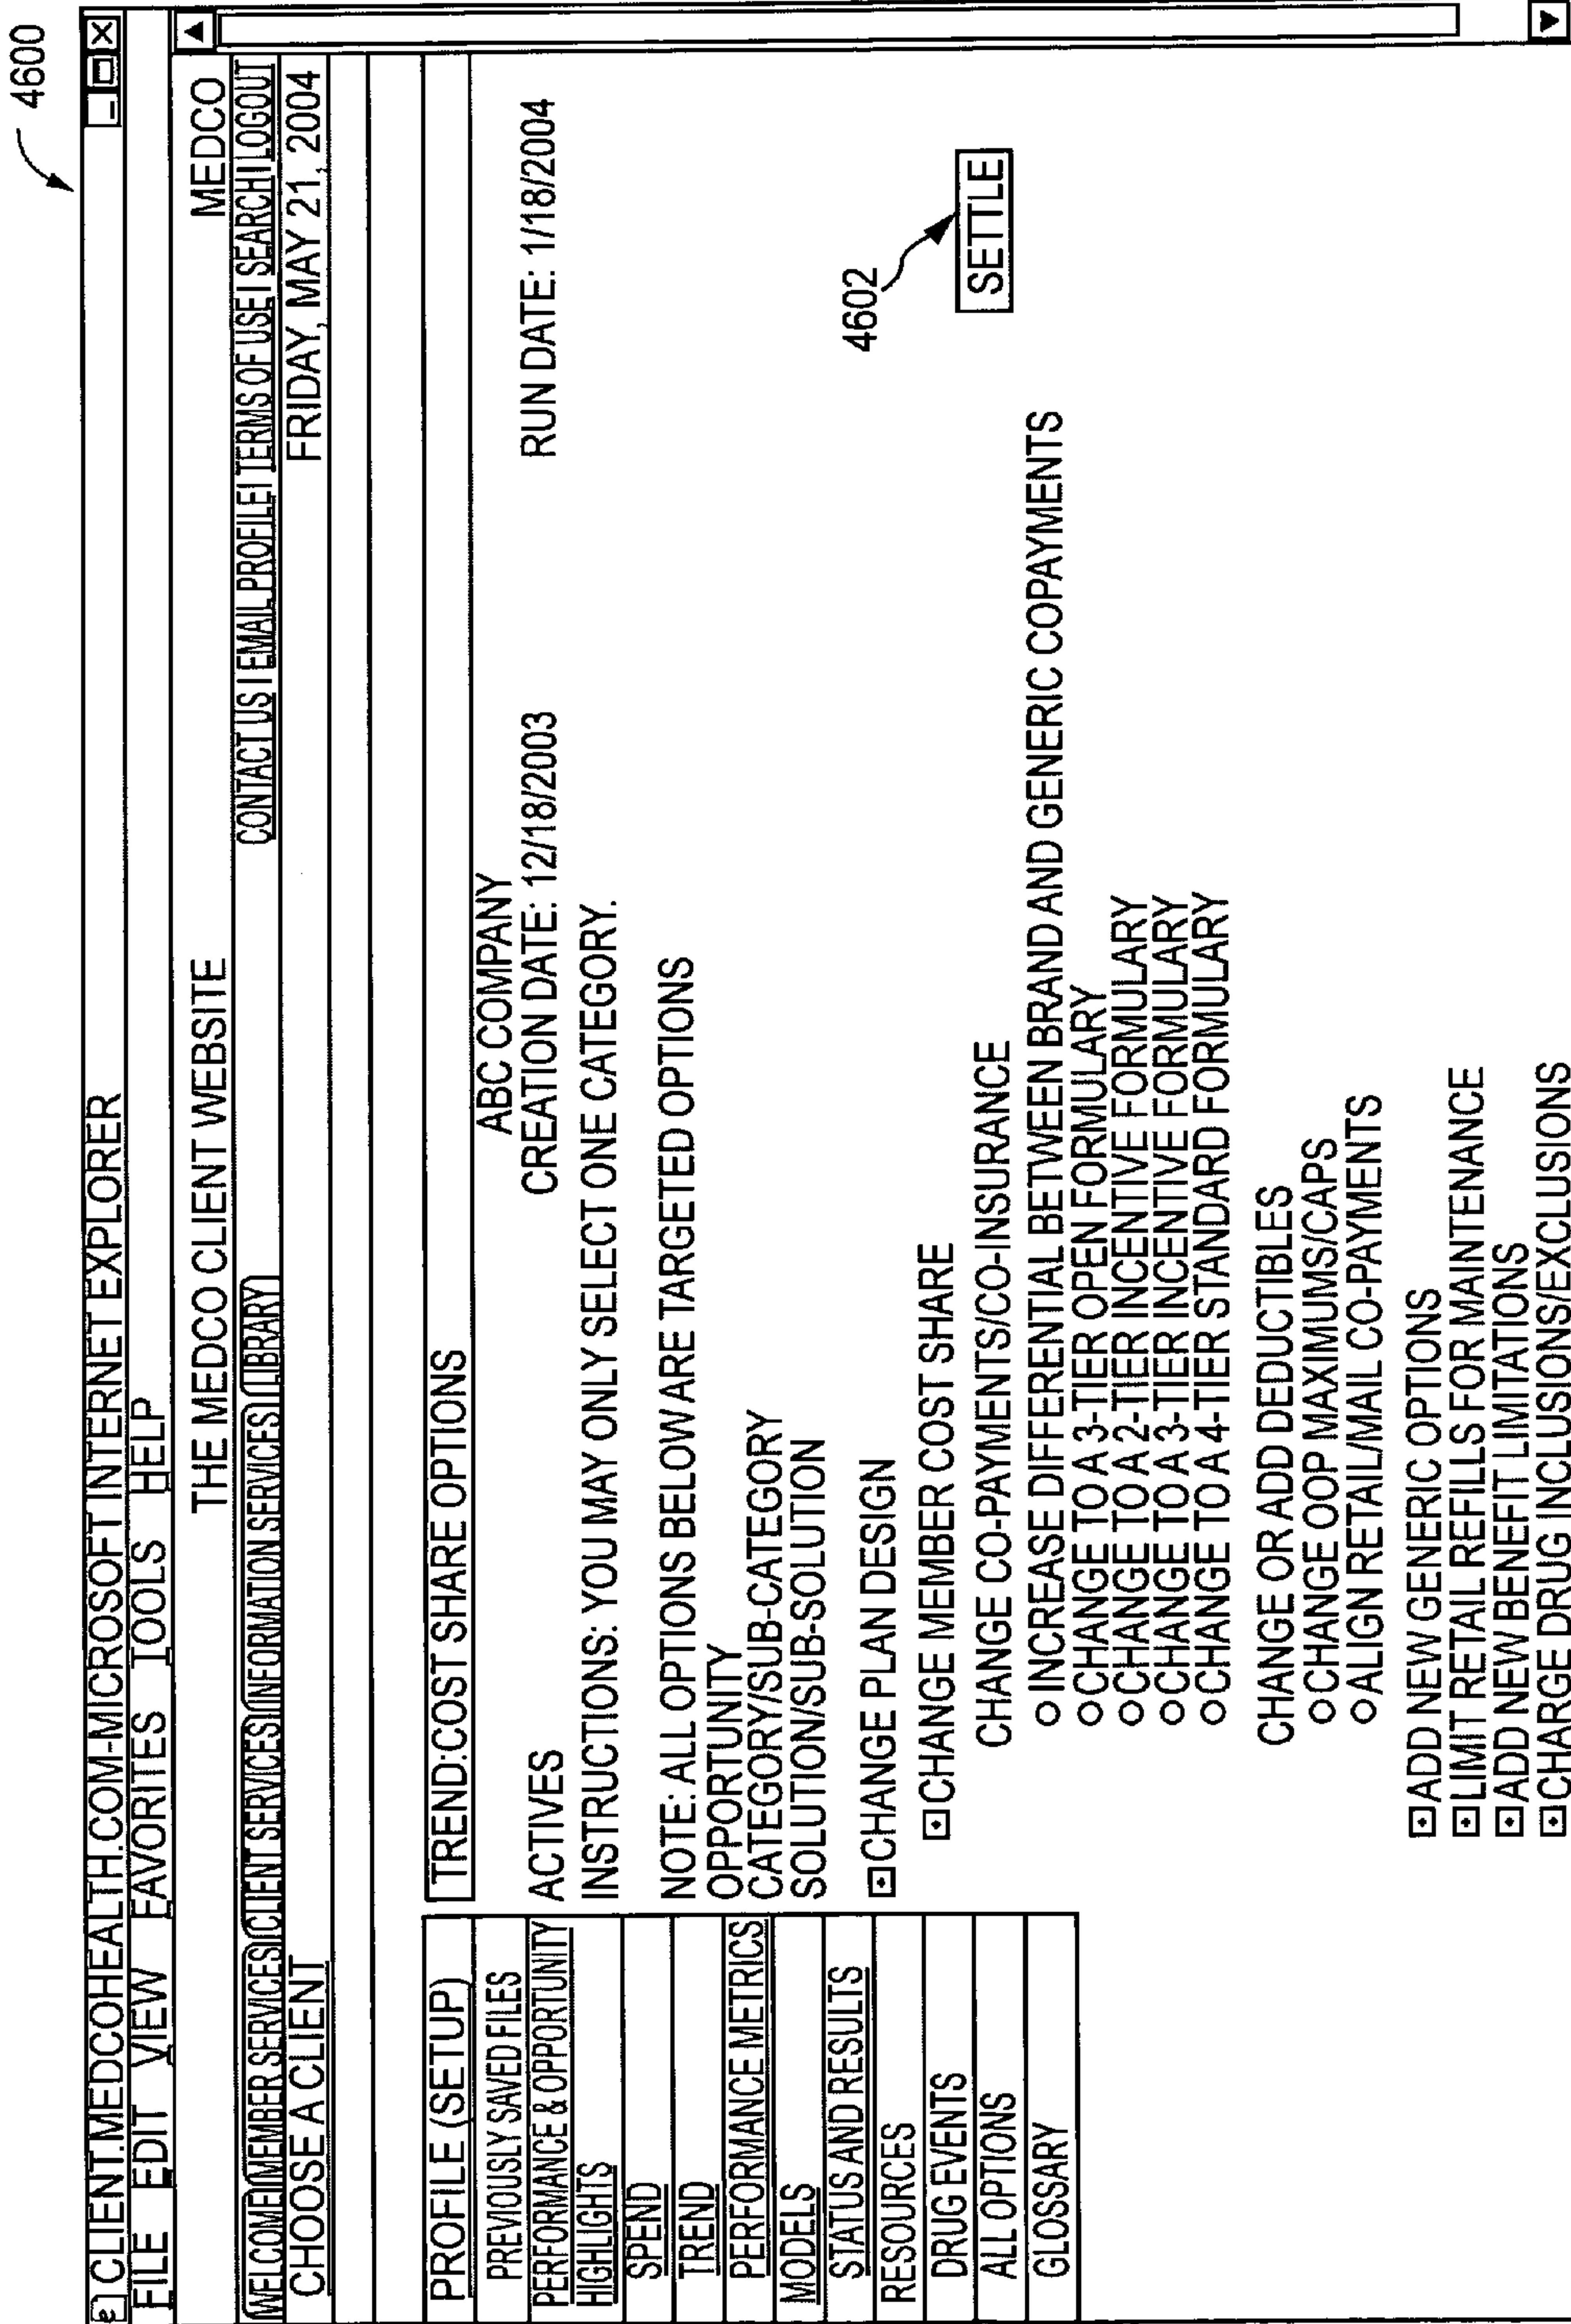 4600
CLIENT.MEDCOHEALTH.COM-MICROSOFT INTERNET EXPLORER
FILE EDIT VIEW FAVORITES TOOLS HELP
THE MEDCO CLIENT WEBSITE MEDCO
WELCOME MEMBER SERVICES CLIENT SERVICES INFORMATION SERVICES LIBRARY CONTACT US | EMAIL PROFILE | TERMS OF USE | SEARCH | LOGOUT
CHOOSE A CLIENT FRIDAY, MAY 21, 2004
PROFILE (SETUP)
PREVIOUSLY SAVED FILES
PERFORMANCE & OPPORTUNITY
HIGHLIGHTS
SPEND
TREND
PERFORMANCE METRICS
MODELS
STATUS AND RESULTS
RESOURCES
DRUG EVENTS
ALL OPTIONS
GLOSSARY
TREND:COST SHARE OPTIONS
ABC COMPANY
ACTIVES CREATION DATE: 12/18/2003 RUN DATE: 1/18/2004
INSTRUCTIONS: YOU MAY ONLY SELECT ONE CATEGORY.
NOTE: ALL OPTIONS BELOW ARE TARGETED OPTIONS
OPPORTUNITY
CATEGORY/SUB-CATEGORY
SOLUTION/SUB-SOLUTION
4602
CHANGE PLAN DESIGN
CHANGE MEMBER COST SHARE
SETTLE
CHANGE CO-PAYMENTS/CO-INSURANCE
INCREASE DIFFERENTIAL BETWEEN BRAND AND GENERIC COPAYMENTS
CHANGE TO A 3-TIER OPEN FORMULARY
CHANGE TO A 2-TIER INCENTIVE FORMULARY
CHANGE TO A 3-TIER INCENTIVE FORMULARY
CHANGE TO A 4-TIER STANDARD FORMULARY
CHANGE OR ADD DEDUCTIBLES
CHANGE OOP MAXIMUMS/CAPS
ALIGN RETAIL/MAIL CO-PAYMENTS
ADD NEW GENERIC OPTIONS
LIMIT RETAIL REFILLS FOR MAINTENANCE
ADD NEW BENEFIT LIMITATIONS
CHARGE DRUG INCLUSIONS/EXCLUSIONS